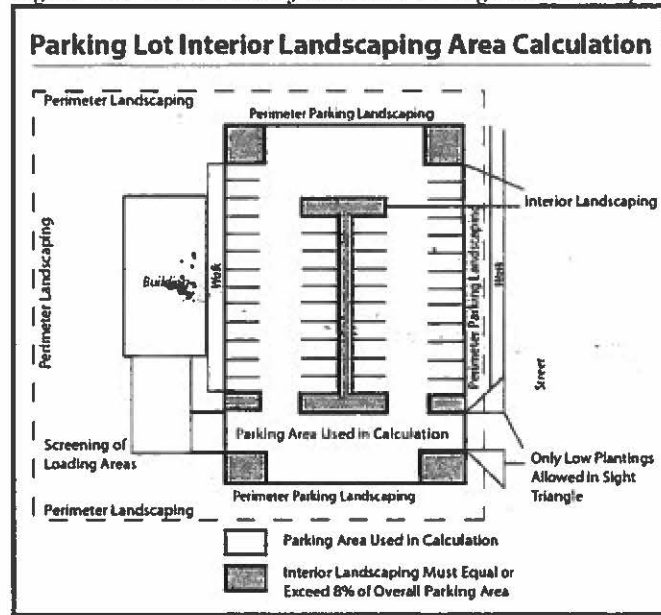 Parking Lot Interior Landscaping Area Calculation
Perimeter Landscaping
Perimeter Parking Landscaping
Interior Landscaping
Perimeter Landscaping
Building
Walk
Perimeter Parking Landscaping
Walk
Street
Parking Area Used in Calculation
Screening of
Loading Areas
Only Low Plantings
Allowed in Sight
Triangle
Perimeter Parking Landscaping
Perimeter Landscaping
Parking Area Used in Calculation
Interior Landscaping Must Equal or
Exceed 8% of Overall Parking Area